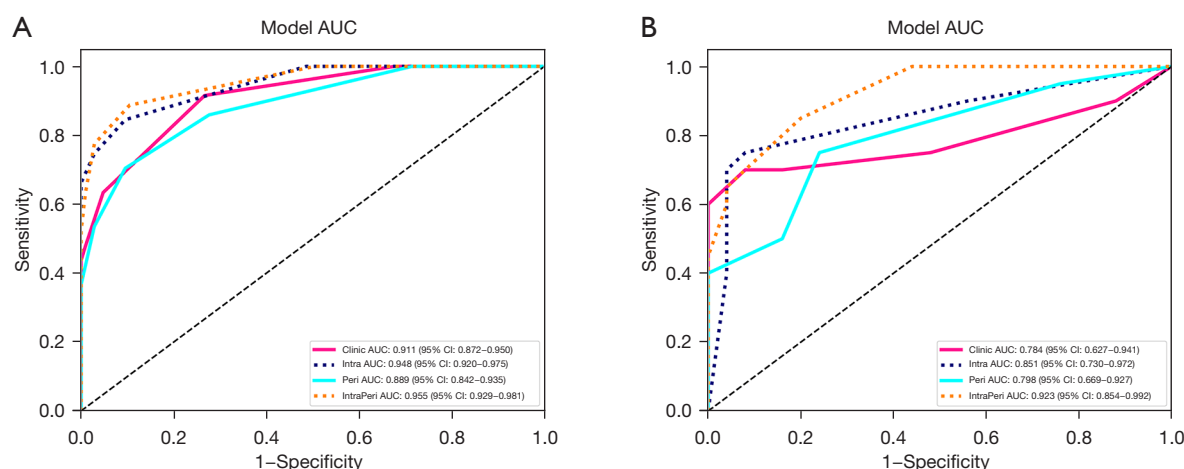 A
Model AUC
Sensitivity
1.0
0.8
0.6
0.4
0.2
0.0
Clinic AUC: 0.911 (95% CI: 0.872–0.950)
Intra AUC: 0.948 (95% CI: 0.920–0.975)
Peri AUC: 0.889 (95% CI: 0.842–0.935)
IntraPeri AUC: 0.955 (95% CI: 0.929–0.981)
0.0 0.2 0.4 0.6 0.8 1.0
1–Specificity
B
Model AUC
Sensitivity
1.0
0.8
0.6
0.4
0.2
0.0
Clinic AUC: 0.784 (95% CI: 0.627–0.941)
Intra AUC: 0.851 (95% CI: 0.730–0.972)
Peri AUC: 0.798 (95% CI: 0.669–0.927)
IntraPeri AUC: 0.923 (95% CI: 0.854–0.992)
0.0 0.2 0.4 0.6 0.8 1.0
1–Specificity